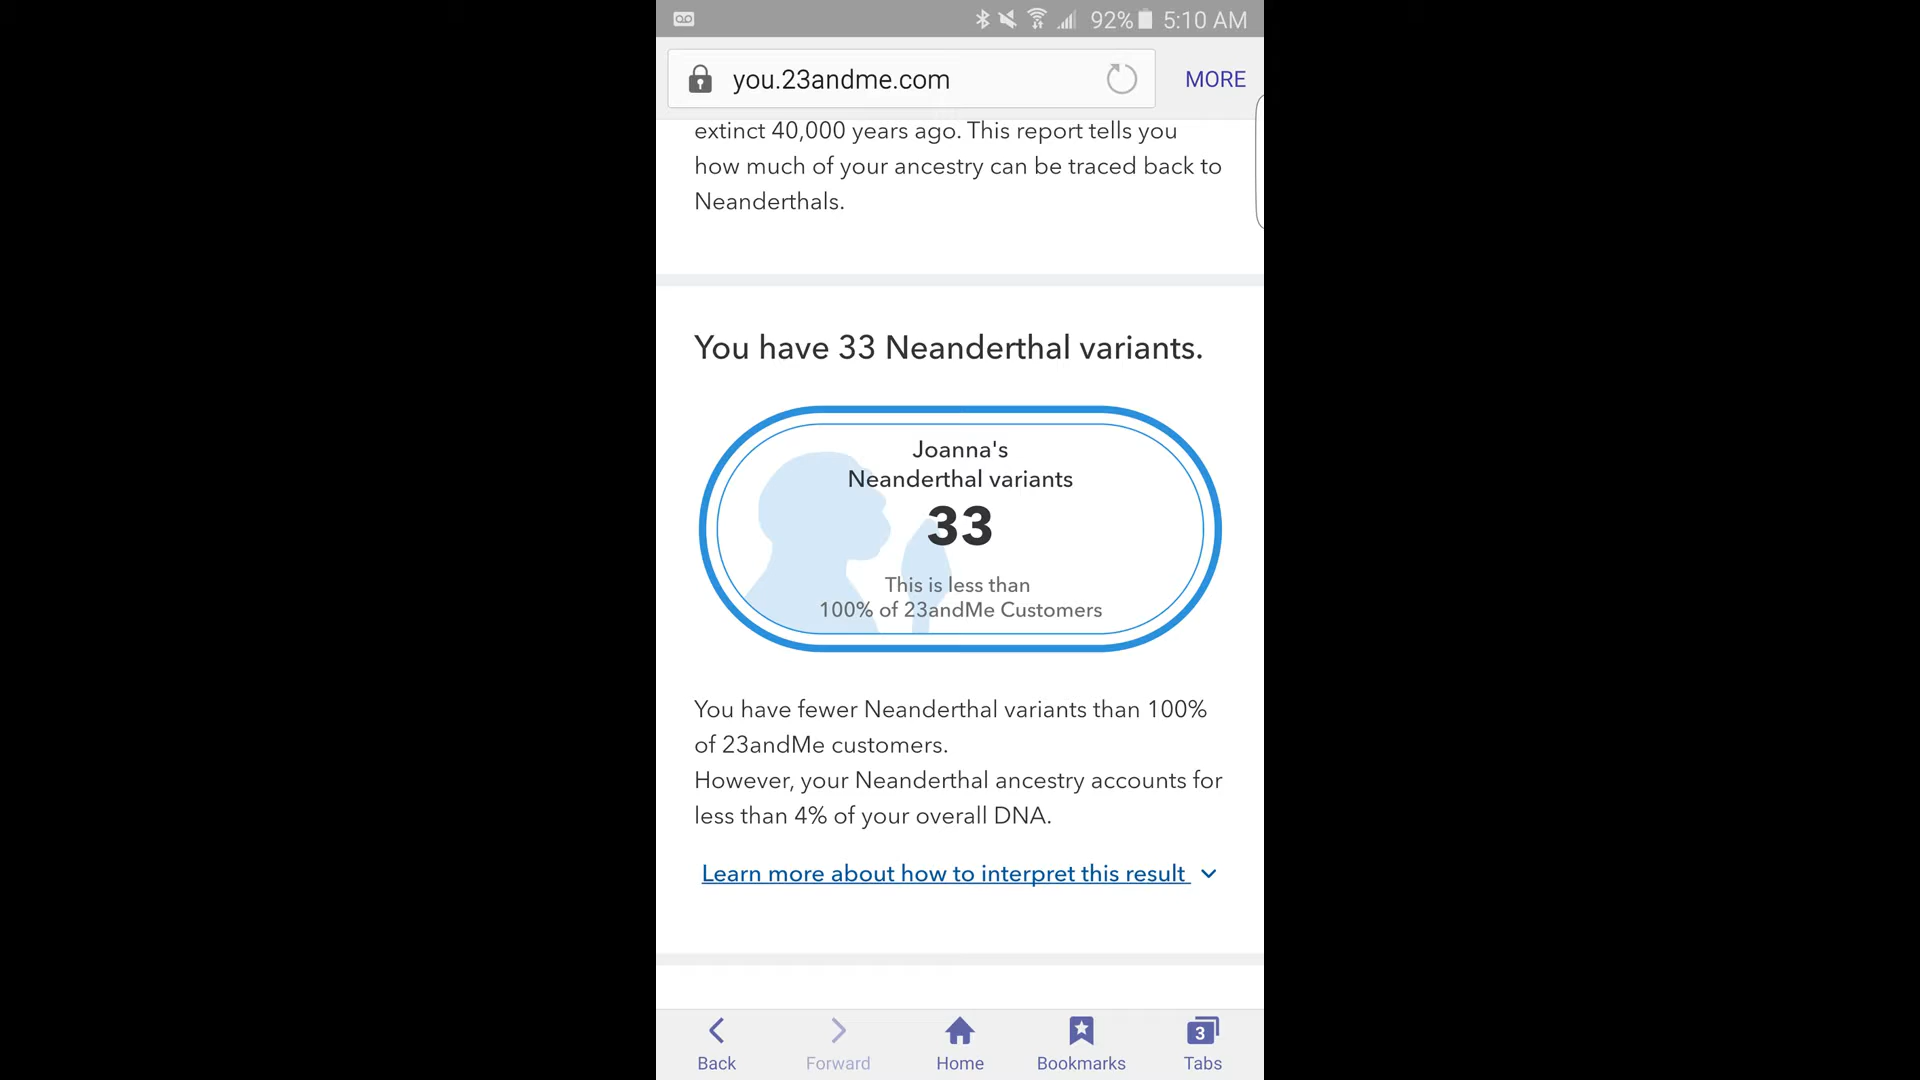 92% 5:10 AM
you.23andme.com
MORE
extinct 40,000 years ago. This report tells you
how much of your ancestry can be traced back to
Neanderthals.
You have 33 Neanderthal variants.
Joanna's
Neanderthal variants
33
This is less than
100% of 23andMe Customers
You have fewer Neanderthal variants than 100%
of 23andMe customers.
However, your Neanderthal ancestry accounts for
less than 4% of your overall DNA.
Learn more about how to interpret this result
3
Back Forward Home Bookmarks Tabs